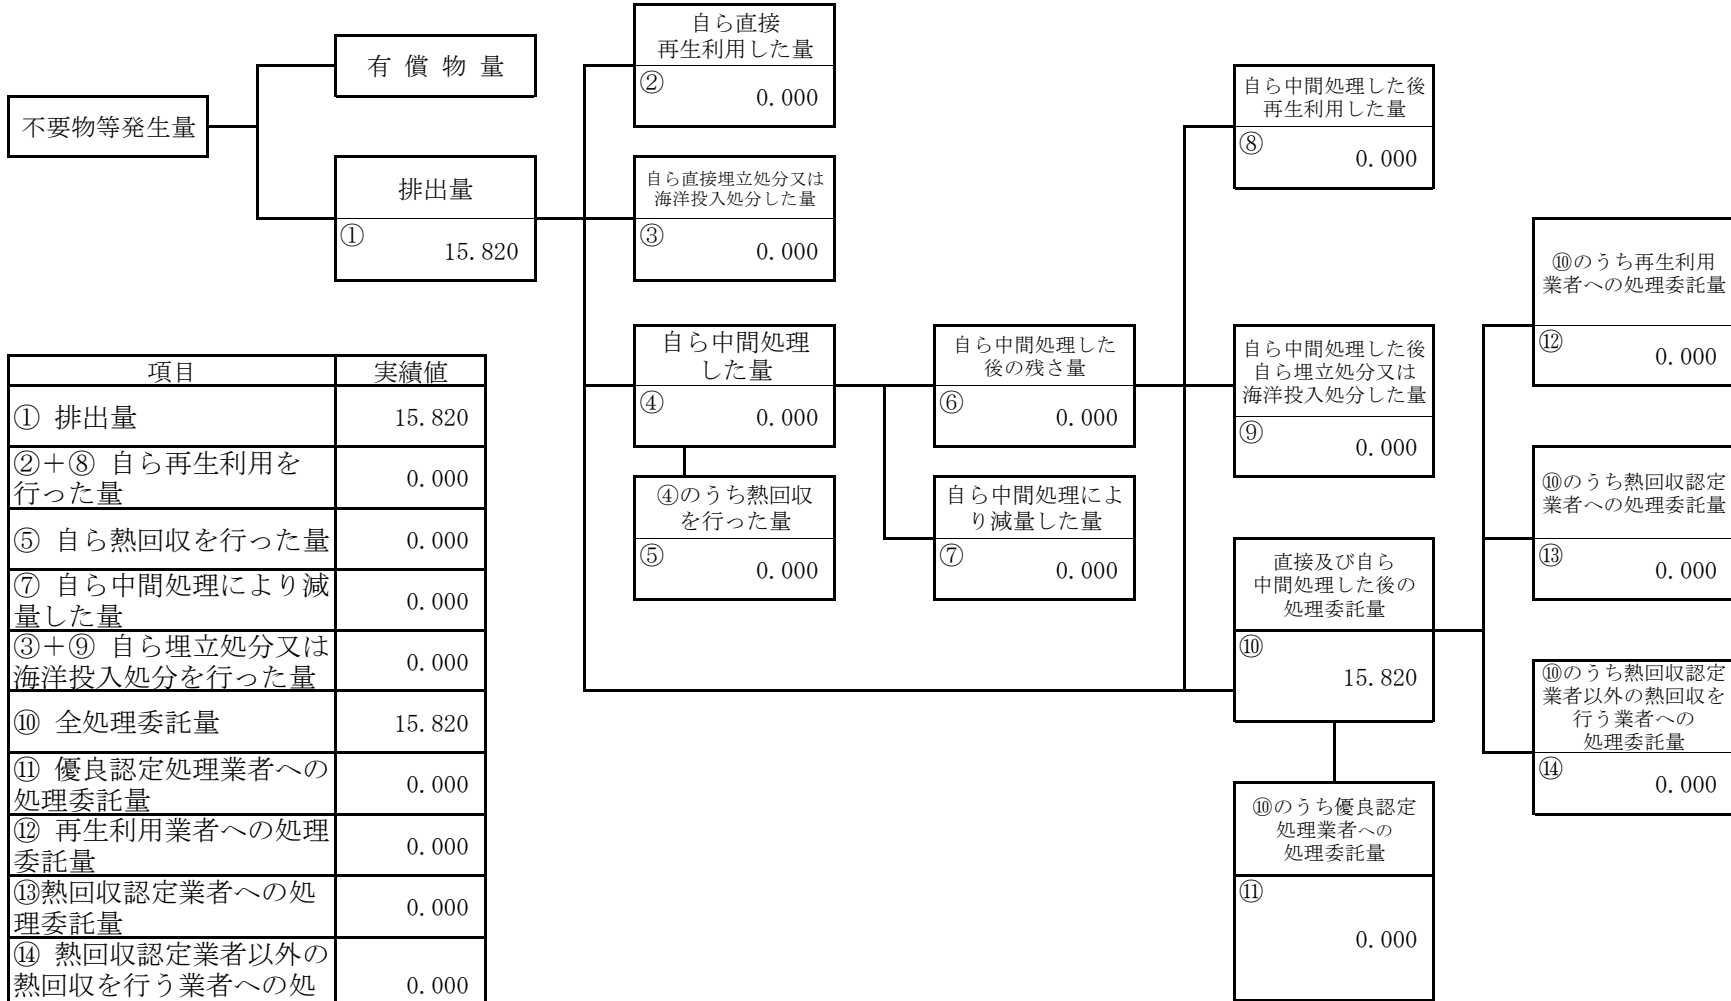 不要物等発生量
有 償 物 量
排出量
①
15.820
自ら直接
再生利用した量
②
0.000
自ら直接埋立処分又は
海洋投入処分した量
③
0.000
自ら中間処理
した量
④
0.000
④のうち熱回収
を行った量
⑤
0.000
自ら中間処理した
後の残さ量
⑥
0.000
自ら中間処理によ
り減量した量
⑦
0.000
自ら中間処理した後
再生利用した量
⑧
0.000
自ら中間処理した後
自ら埋立処分又は
海洋投入処分した量
⑨
0.000
直接及び自ら
中間処理した後の
処理委託量
⑩
15.820
⑩のうち優良認定
処理業者への
処理委託量
⑪
0.000
⑩のうち再生利用
業者への処理委託量
⑫
0.000
⑩のうち熱回収認定
業者への処理委託量
⑬
0.000
⑩のうち熱回収認定
業者以外の熱回収を
行う業者への
処理委託量
⑭
0.000
項目 実績値
① 排出量 15.820
②＋⑧ 自ら再生利用を
行った量 0.000
⑤ 自ら熱回収を行った量 0.000
⑦ 自ら中間処理により減
量した量 0.000
③＋⑨ 自ら埋立処分又は
海洋投入処分を行った量 0.000
⑩ 全処理委託量 15.820
⑪ 優良認定処理業者への
処理委託量 0.000
⑫ 再生利用業者への処理
委託量 0.000
⑬熱回収認定業者への処
理委託量 0.000
⑭ 熱回収認定業者以外の
熱回収を行う業者への処 0.000